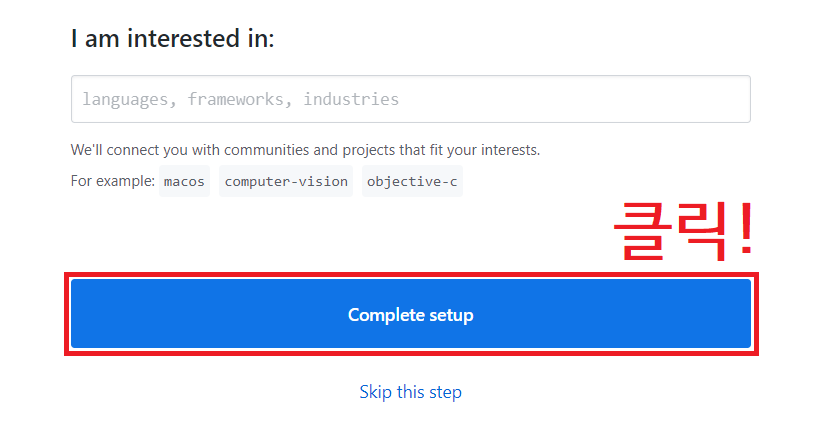 I am interested in:
languages, frameworks, industries
We'll connect you with communities and projects that fit your interests.
For example: macos computer-vision objective-c
클릭!
Complete setup
Skip this step